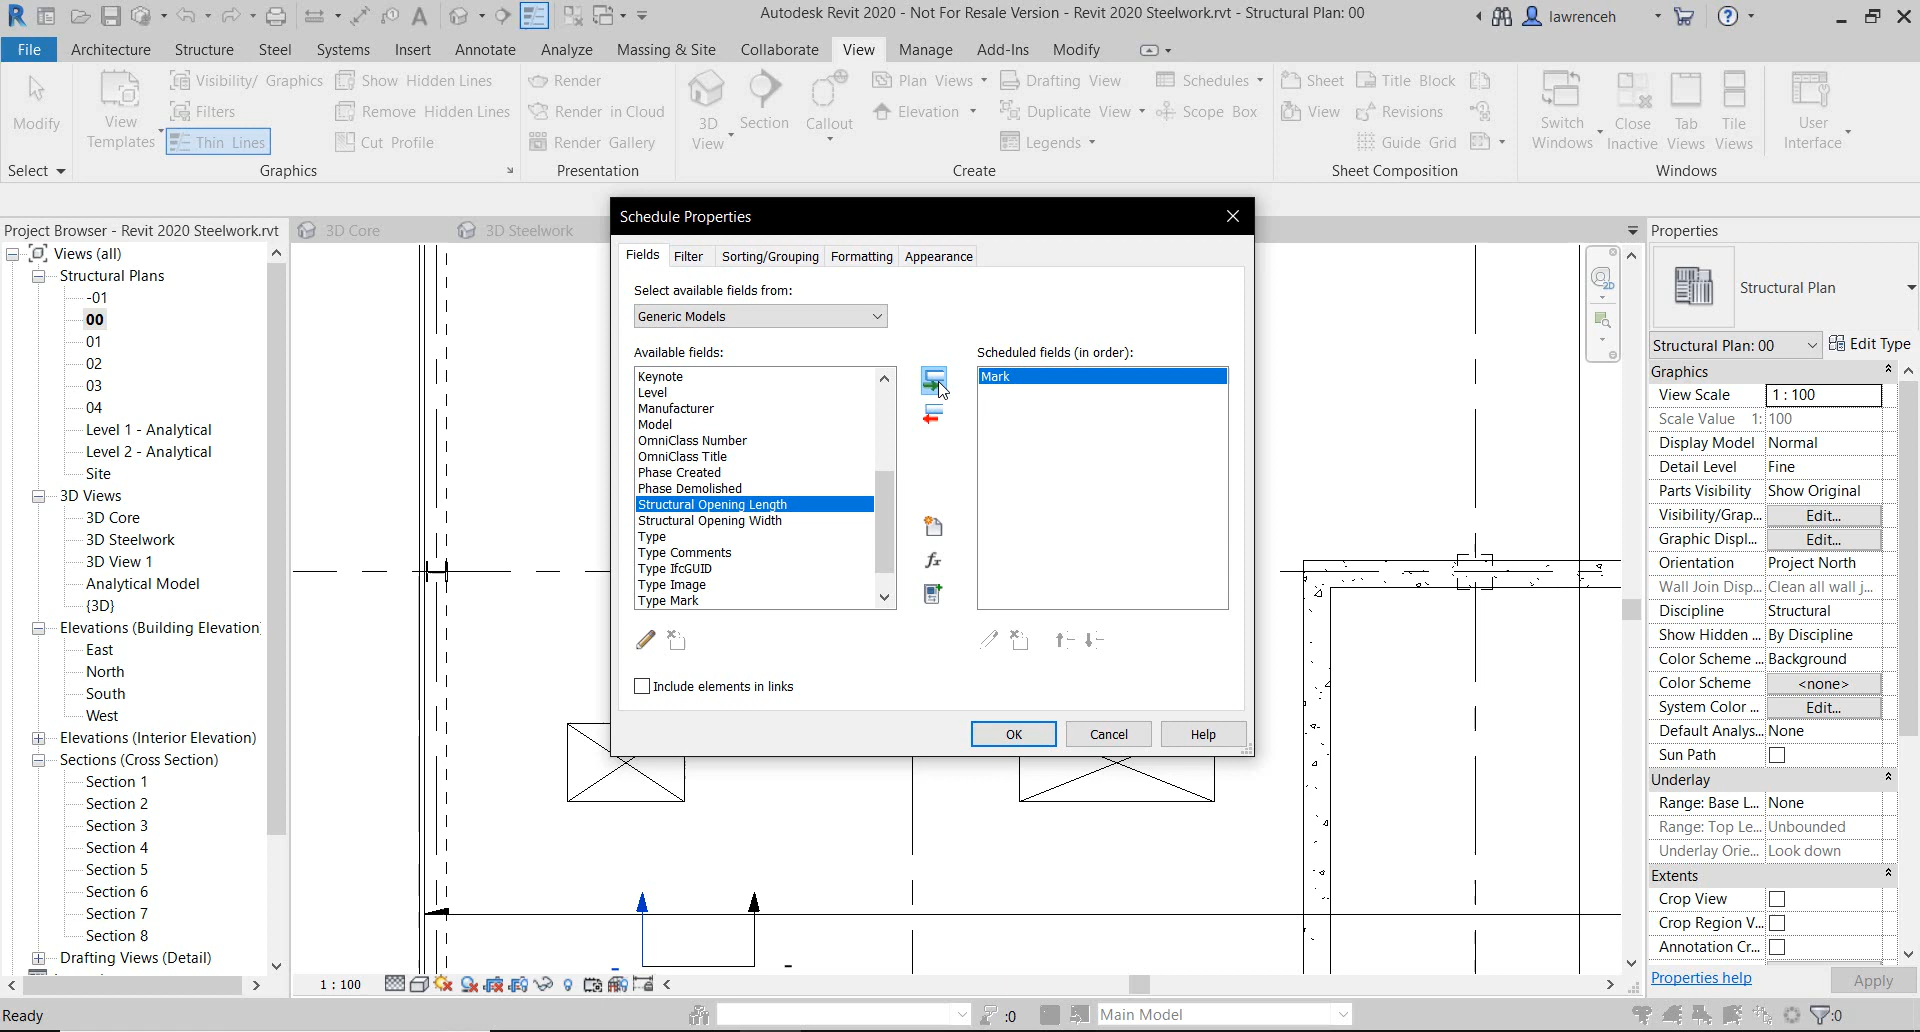 Autodesk Revit 2020 - Not For Resale Version - Revit 2020 Steelwork.rvt - Structural Plan: 00
lawrenceh
File Architecture Structure Steel Systems Insert Annotate Analyze Massing & Site Collaborate View Manage Add-Ins Modify
Modify
View Templates
Visibility/ Graphics
Filters
Thin Lines
Show Hidden Lines
Remove Hidden Lines
Cut Profile
Render
Render in Cloud
Render Gallery
3D View
Section
Callout
Plan Views
Elevation
Drafting View
Duplicate View
Legends
Schedules
Scope Box
Sheet
View
Title Block
Revisions
Guide Grid
Switch Windows
Close Inactive
Tab Views
Tile Views
User Interface
Select
Graphics
Presentation
Create
Sheet Composition
Windows
Project Browser - Revit 2020 Steelwork.rvt
Views (all)
Structural Plans
-01
00
01
02
03
04
Level 1 - Analytical
Level 2 - Analytical
Site
3D Views
3D Core
3D Steelwork
3D View 1
Analytical Model
{3D}
Elevations (Building Elevation
East
North
South
West
Elevations (Interior Elevation)
Sections (Cross Section)
Section 1
Section 2
Section 3
Section 4
Section 5
Section 6
Section 7
Section 8
Drafting Views (Detail)
3D Core
3D Steelwork
Schedule Properties
Fields Filter Sorting/Grouping Formatting Appearance
Select available fields from:
Generic Models
Available fields:
Keynote
Level
Manufacturer
Model
OmniClass Number
OmniClass Title
Phase Created
Phase Demolished
Structural Opening Length
Structural Opening Width
Type
Type Comments
Type IfcGUID
Type Image
Type Mark
Scheduled fields (in order):
Mark
fx
Include elements in links
OK Cancel Help
2D
Properties
Structural Plan
Structural Plan: 00
Edit Type
Graphics
View Scale 1 : 100
Scale Value 1: 100
Display Model Normal
Detail Level Fine
Parts Visibility Show Original
Visibility/Grap... Edit...
Graphic Displ... Edit...
Orientation Project North
Wall Join Disp... Clean all wall j...
Discipline Structural
Show Hidden ... By Discipline
Color Scheme ... Background
Color Scheme <none>
System Color ... Edit...
Default Analys... None
Sun Path
Underlay
Range: Base L... None
Range: Top Le... Unbounded
Underlay Orie... Look down
Extents
Crop View
Crop Region V...
Annotation Cr...
Properties help
Apply
1 : 100
Ready
:0
Main Model
:0